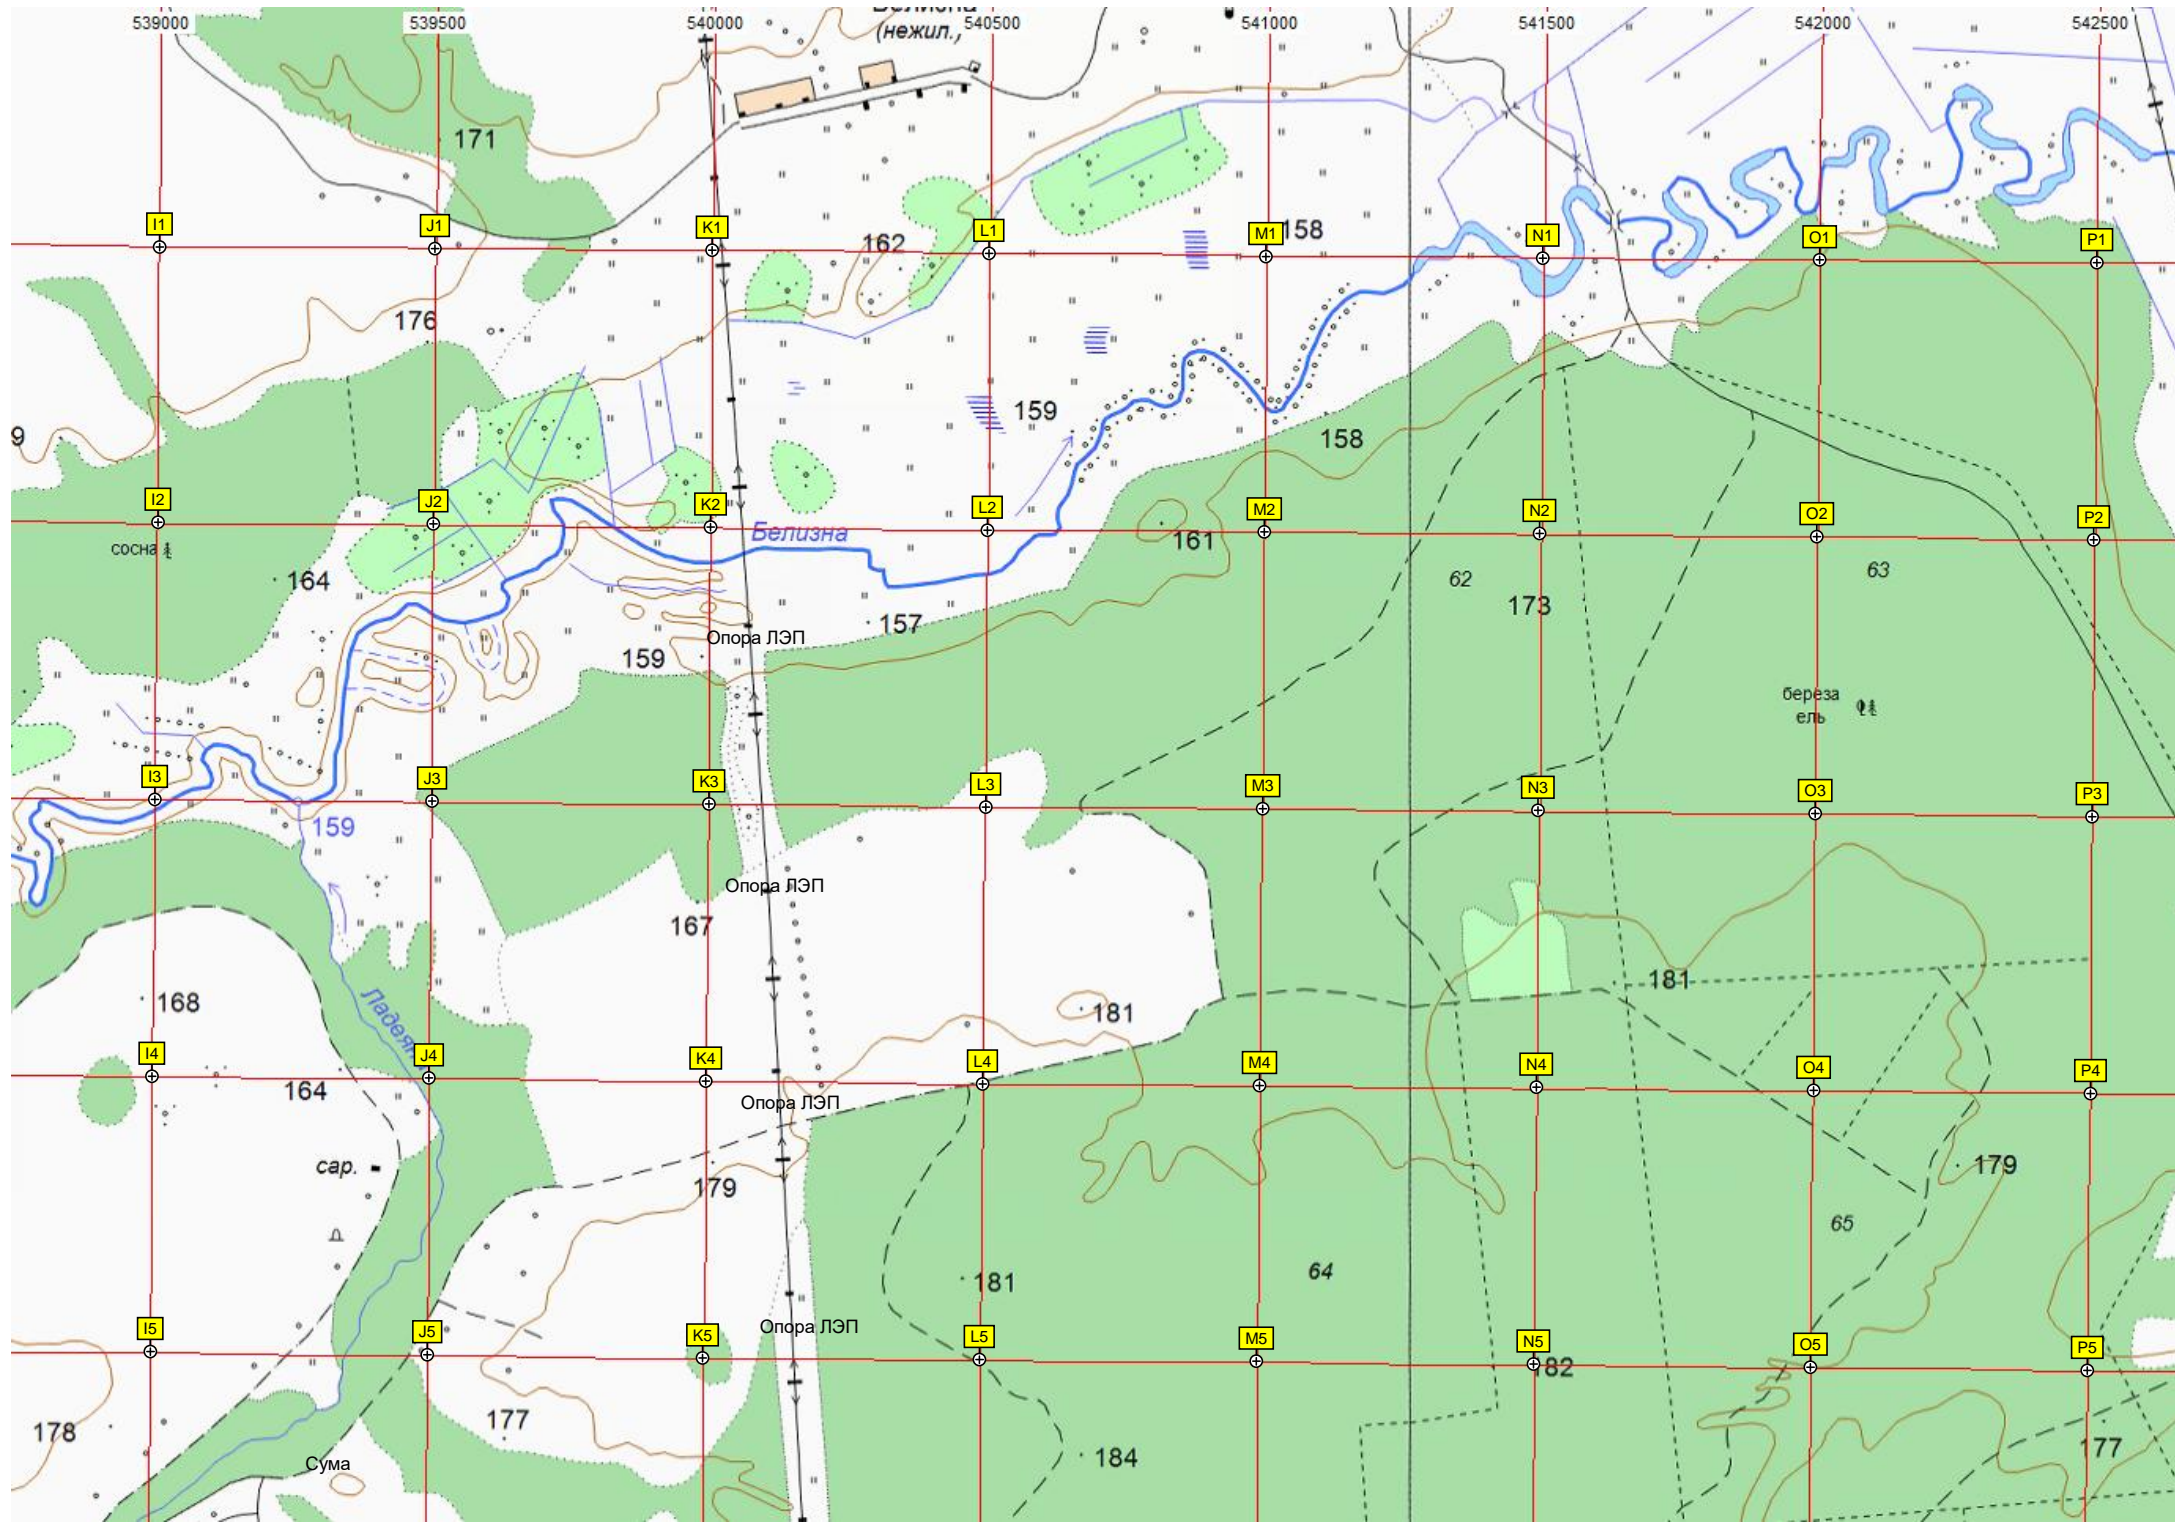 539000 539500 540000 540500 541000 541500 542000 542500
Белизна
(нежил.)
171
I1 J1 K1 L1 M1 N1 O1 P1
162 158
176
159
9 158
I2 J2 K2 L2 M2 N2 O2 P2
Белизна
сосна 161
164 62 63
173
157
Опора ЛЭП
159
береза
ель
I3 J3 K3 L3 M3 N3 O3 P3
159
Опора ЛЭП
167
181
168 181
I4 J4 K4 L4 M4 N4 O4 P4
164
Опора ЛЭП
сар. 179
179
65
64
181
I5 J5 K5 L5 M5 N5 O5 P5
Опора ЛЭП
182
177
178 177
184
Сума